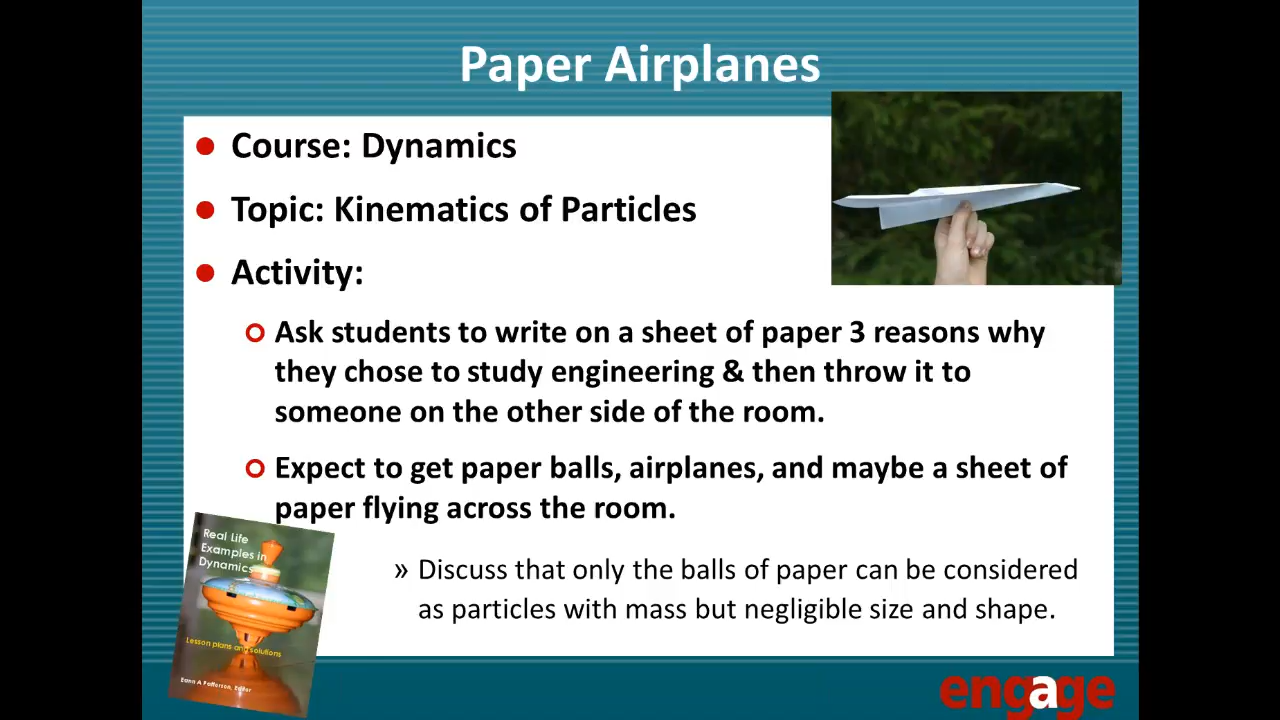 Paper Airplanes
Course: Dynamics
Topic: Kinematics of Particles
Activity:
Ask students to write on a sheet of paper 3 reasons why
they chose to study engineering & then throw it to
someone on the other side of the room.
Expect to get paper balls, airplanes, and maybe a sheet of
paper flying across the room.
» Discuss that only the balls of paper can be considered
as particles with mass but negligible size and shape.
Real Life
Examples in
Dynamics
Lesson plans and solutions
Eann A Patterson, Editor
engage